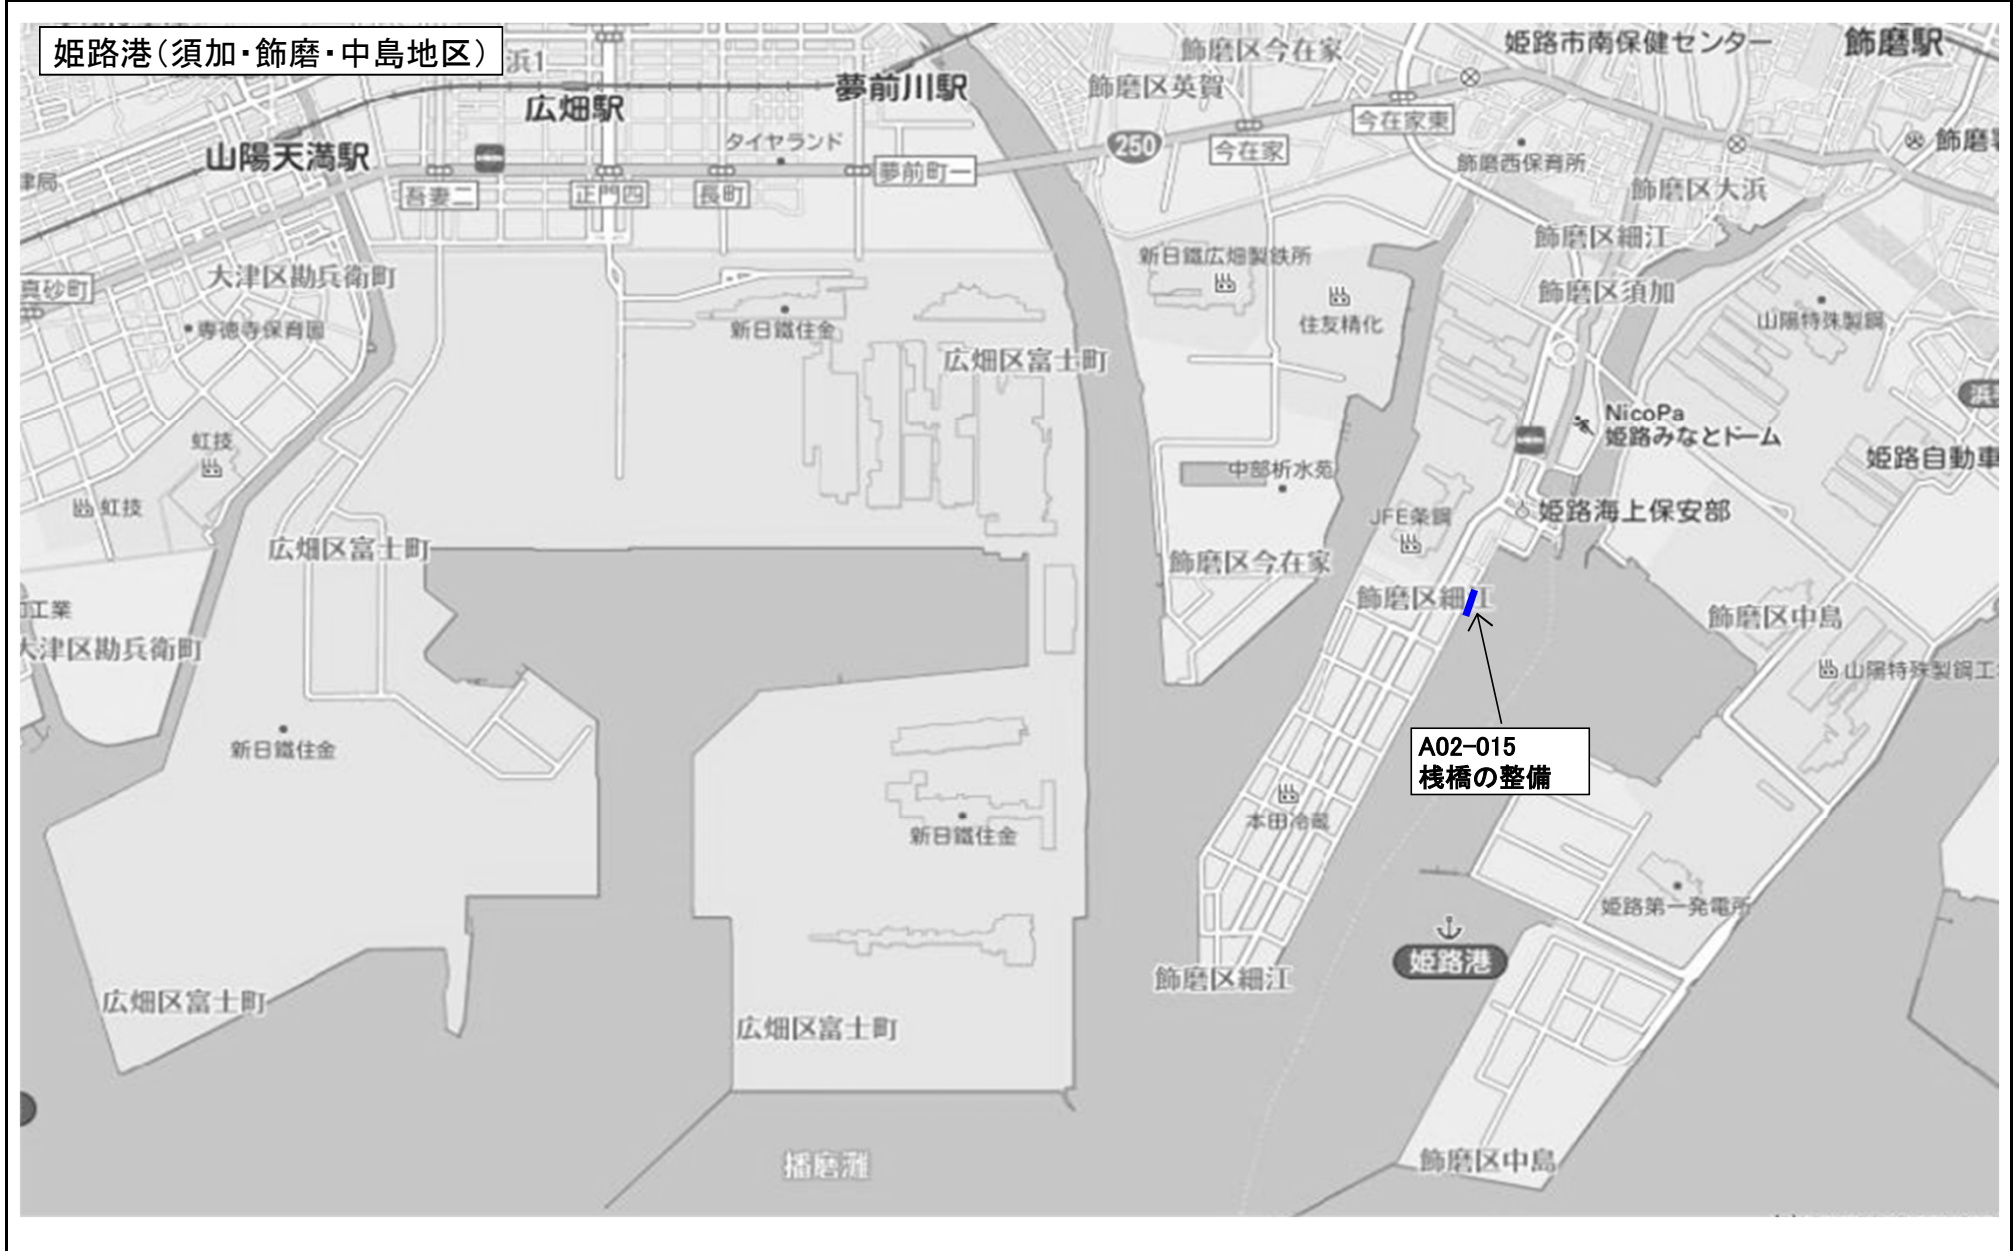 姫路港(須加・飾磨・中島地区)
浜1
飾磨区今在家
姫路市南保健センター
飾磨駅
夢前川駅
飾磨区英賀
広畑駅
今在家東
250
タイヤランド
飾磨
山陽天満駅
今在家
飾磨西保育所
夢前町一
津局
吾妻二
正門四
長町
飾磨区大浜
飾磨区細江
新日鐵広畑製鉄所
大津区勘兵衛町
真砂町
飾磨区須加
住友精化
山陽特殊製鋼
専徳寺保育園
新日鐵住金
広畑区富士町
NicoPa
姫路みなとドーム
虹技
姫路自動車
中部析水苑
虹技
JFE条鋼
姫路海上保安部
広畑区富士町
飾磨区今在家
工業
飾磨区細江
飾磨区中島
大津区勘兵衛町
山陽特殊製鋼工
新日鐵住金
A02-015
桟橋の整備
本田冷蔵
新日鐵住金
姫路第一発電所
姫路港
飾磨区細江
広畑区富士町
広畑区富士町
播磨灘
飾磨区中島